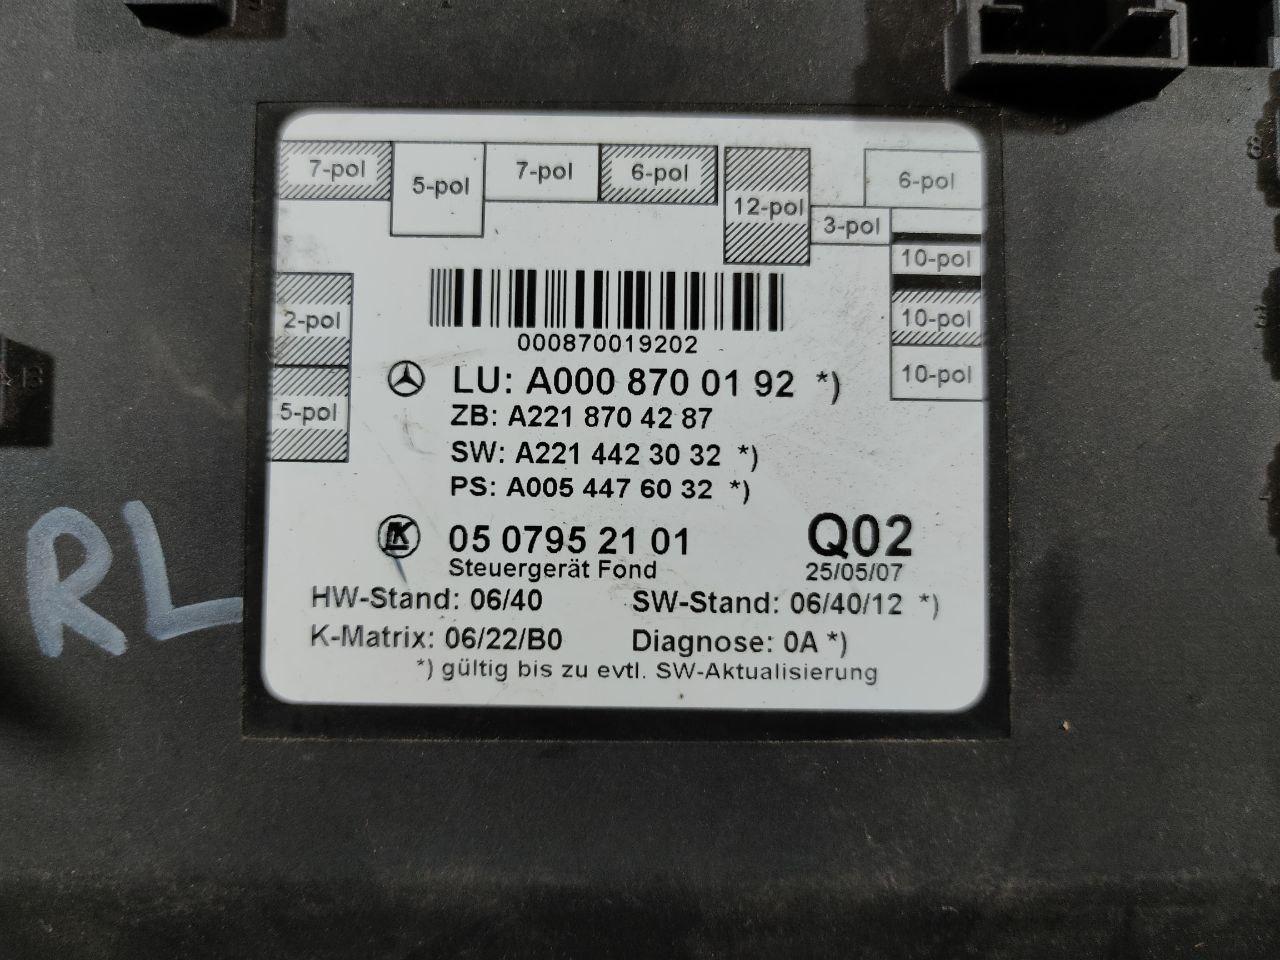 7-pol
5-pol
7-pol
6-pol
12-pol
3-pol
6-pol
10-pol
10-pol
10-pol
2-pol
5-pol
000870019202
LU: A000 870 01 92 *)
ZB: A221 870 42 87
SW: A221 442 30 32 *)
PS: A005 447 60 32 *)
LK 05 0795 21 01 Q02
Steuergerät Fond 25/05/07
HW-Stand: 06/40 SW-Stand: 06/40/12 *)
K-Matrix: 06/22/B0 Diagnose: 0A *)
*) gültig bis zu evtl. SW-Aktualisierung
RL